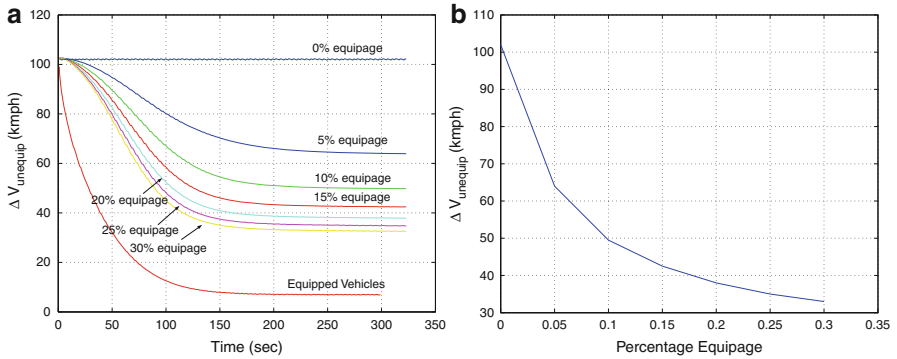 a
120
100
80
60
40
20
0
Δ Vunequip (kmph)
0% equipage
5% equipage
10% equipage
15% equipage
20% equipage
25% equipage
30% equipage
Equipped Vehicles
0 50 100 150 200 250 300 350
Time (sec)
b
110
100
90
80
70
60
50
40
30
Δ Vunequip (kmph)
0 0.05 0.1 0.15 0.2 0.25 0.3 0.35
Percentage Equipage